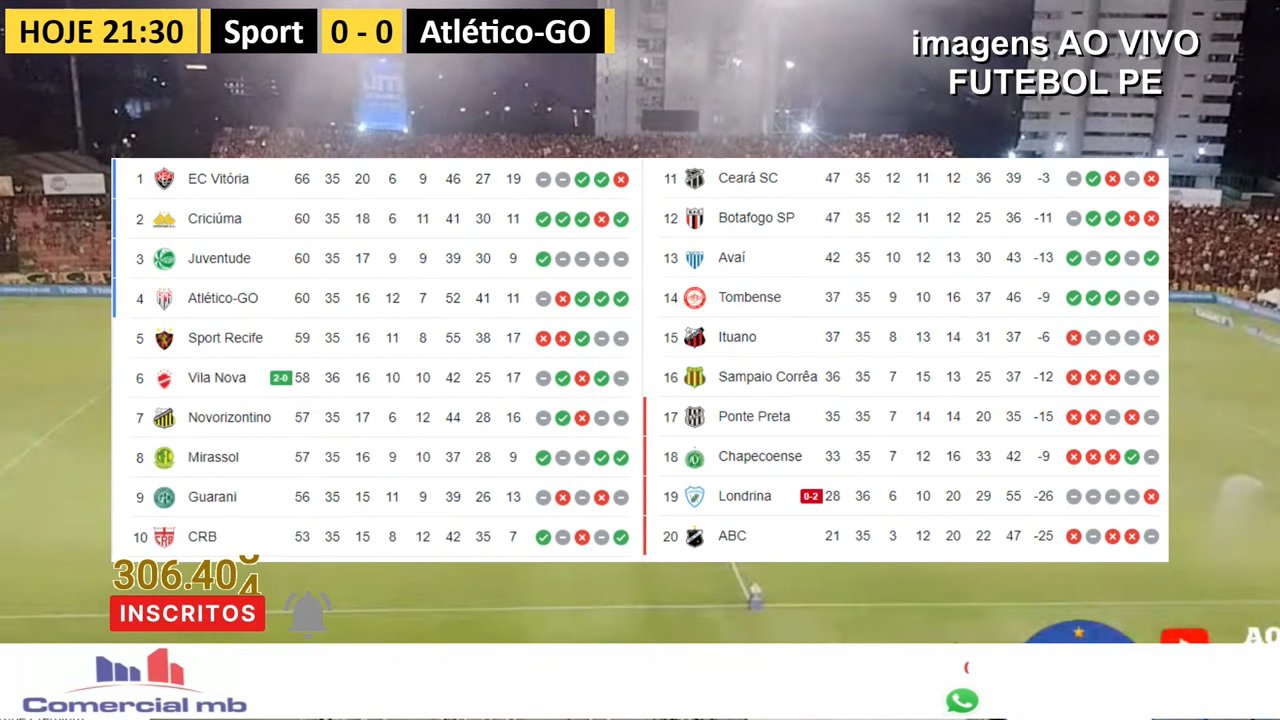 HOJE 21:30 Sport 0 - 0 Atlético-GO
imagens AO VIVO
FUTEBOL PE
1 EC Vitória 66 35 20 6 9 46 27 19
2 Criciúma 60 35 18 6 11 41 30 11
3 Juventude 60 35 17 9 9 39 30 9
4 Atlético-GO 60 35 16 12 7 52 41 11
5 Sport Recife 59 35 16 11 8 55 38 17
6 Vila Nova 2-0 58 36 16 10 10 42 25 17
7 Novorizontino 57 35 17 6 12 44 28 16
8 Mirassol 57 35 16 9 10 37 28 9
9 Guarani 56 35 15 11 9 39 26 13
10 CRB 53 35 15 8 12 42 35 7
11 Ceará SC 47 35 12 11 12 36 39 -3
12 Botafogo SP 47 35 12 11 12 25 36 -11
13 Avaí 42 35 10 12 13 30 43 -13
14 Tombense 37 35 9 10 16 37 46 -9
15 Ituano 37 35 8 13 14 31 37 -6
16 Sampaio Corrêa 36 35 7 15 13 25 37 -12
17 Ponte Preta 35 35 7 14 14 20 35 -15
18 Chapecoense 33 35 7 12 16 33 42 -9
19 Londrina 0-2 28 36 6 10 20 29 55 -26
20 ABC 21 35 3 12 20 22 47 -25
306.404
INSCRITOS
AO
Comercial mb